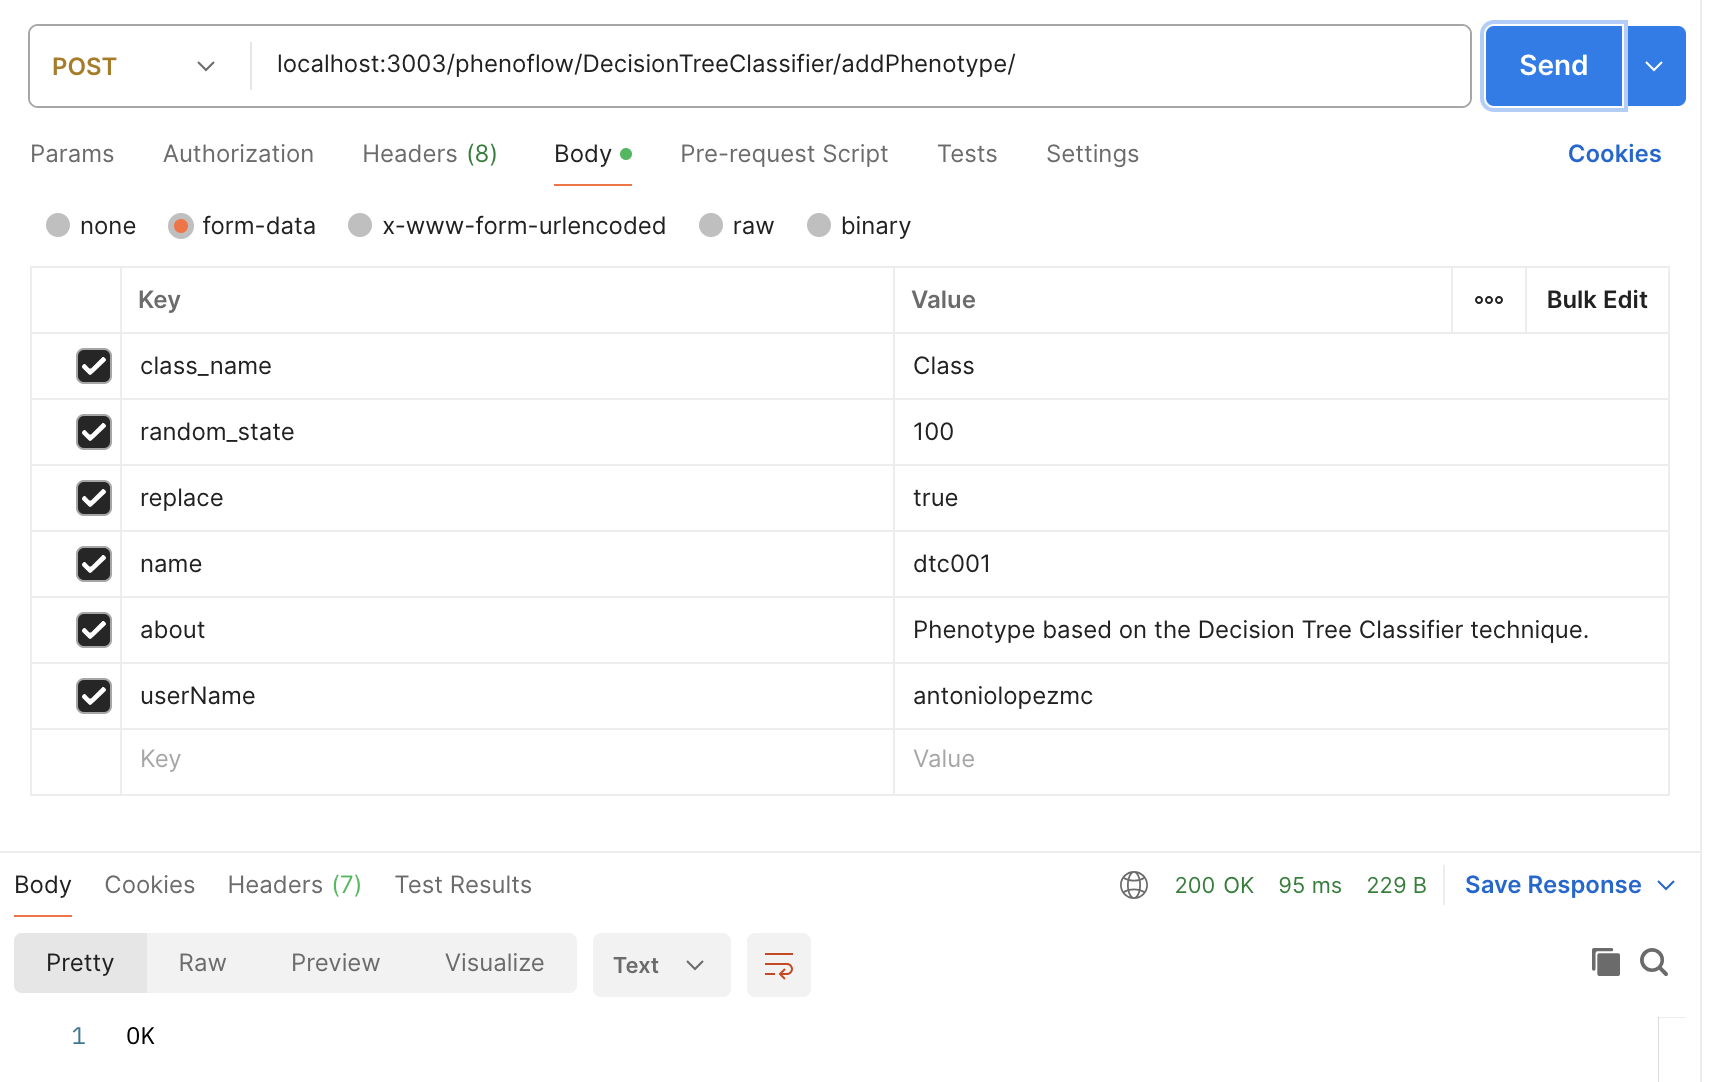 POST localhost:3003/phenoflow/DecisionTreeClassifier/addPhenotype/ Send
Params Authorization Headers (8) Body Pre-request Script Tests Settings Cookies
none form-data x-www-form-urlencoded raw binary
Key Value Bulk Edit
class_name Class
random_state 100
replace true
name dtc001
about Phenotype based on the Decision Tree Classifier technique.
userName antoniolopezmc
Key Value
Body Cookies Headers (7) Test Results 200 OK 95 ms 229 B Save Response
Pretty Raw Preview Visualize Text
1 OK